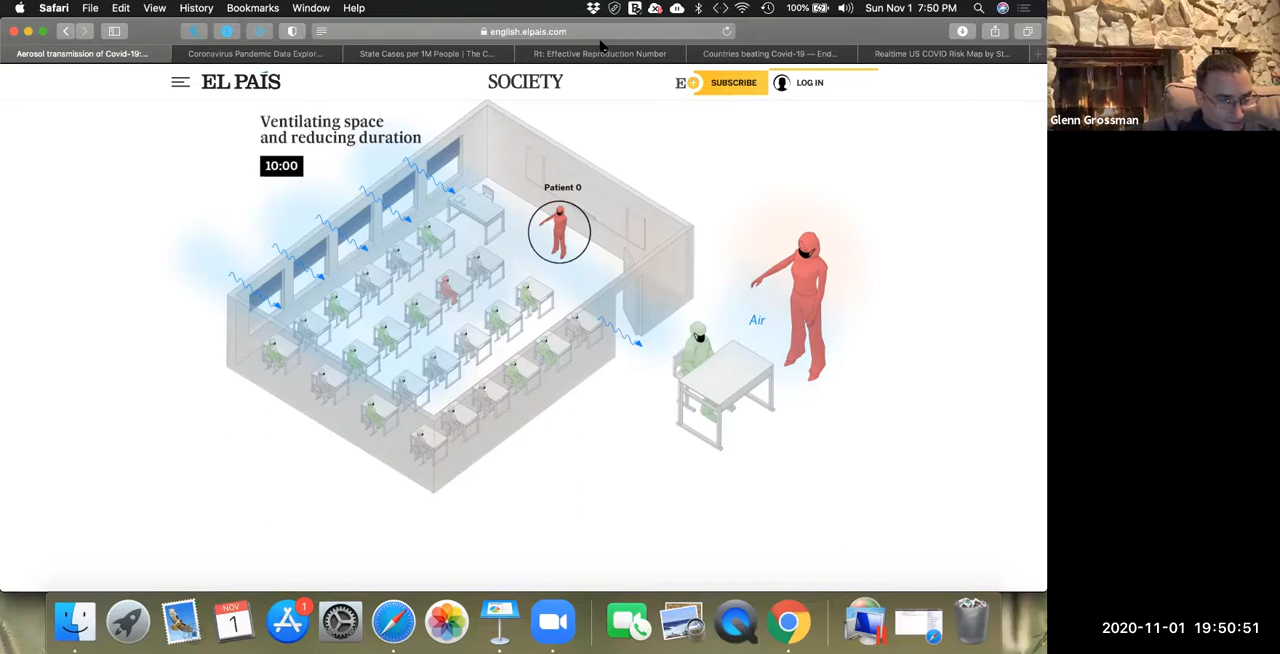 Safari File Edit View History Bookmarks Window Help
100% Sun Nov 1 7:50 PM
english.elpais.com
Aerosol transmission of Covid-19:...
Coronavirus Pandemic Data Explor...
State Cases per 1M People | The C...
Rt: Effective Reproduction Number
Countries beating Covid-19 — End...
Realtime US COVID Risk Map by St...
EL PAÍS
SOCIETY
E+
SUBSCRIBE
LOG IN
Glenn Grossman
Ventilating space
and reducing duration
10:00
Patient 0
Air
NOV
1
1
2020-11-01 19:50:51